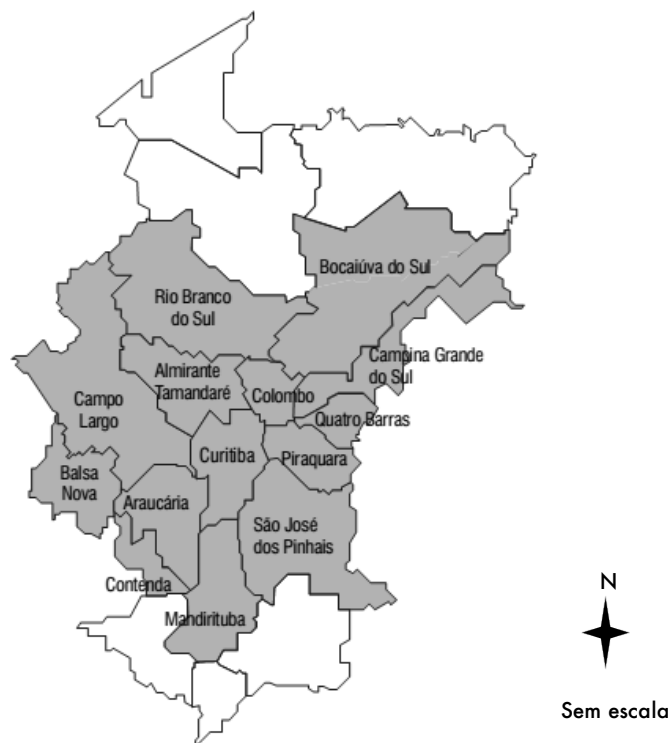 Bocaiúva do Sul
Rio Branco
do Sul
Campina Grande
do Sul
Almirante
Tamandaré
Colombo
Campo
Largo
Quatro Barras
Curitiba
Piraquara
Balsa
Nova
Araucária
São José
dos Pinhais
Contenda
Mandirituba
N
Sem escala